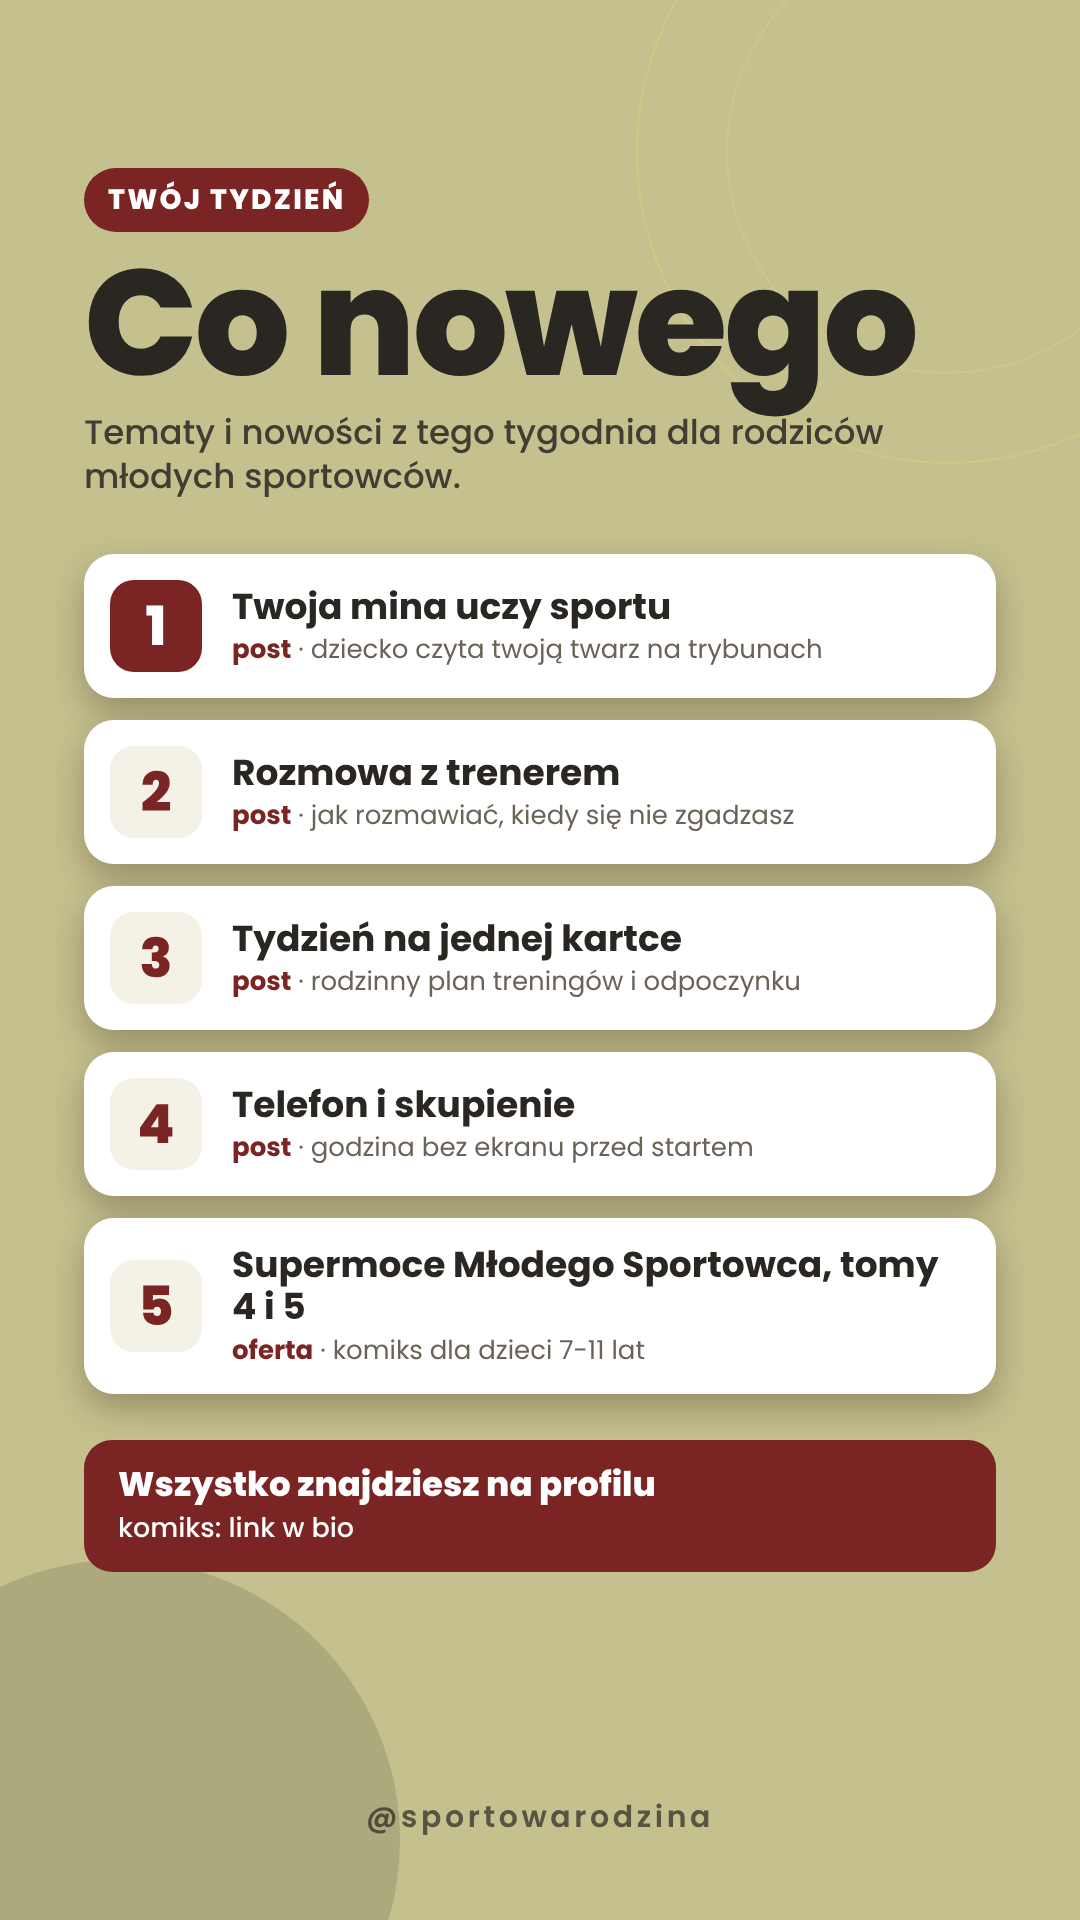 TWÓJ TYDZIEŃ
Co nowego
Tematy i nowości z tego tygodnia dla rodziców
młodych sportowców.
1
Twoja mina uczy sportu
post · dziecko czyta twoją twarz na trybunach
2
Rozmowa z trenerem
post · jak rozmawiać, kiedy się nie zgadzasz
3
Tydzień na jednej kartce
post · rodzinny plan treningów i odpoczynku
4
Telefon i skupienie
post · godzina bez ekranu przed startem
5
Supermoce Młodego Sportowca, tomy
4 i 5
oferta · komiks dla dzieci 7-11 lat
Wszystko znajdziesz na profilu
komiks: link w bio
@sportowarodzina